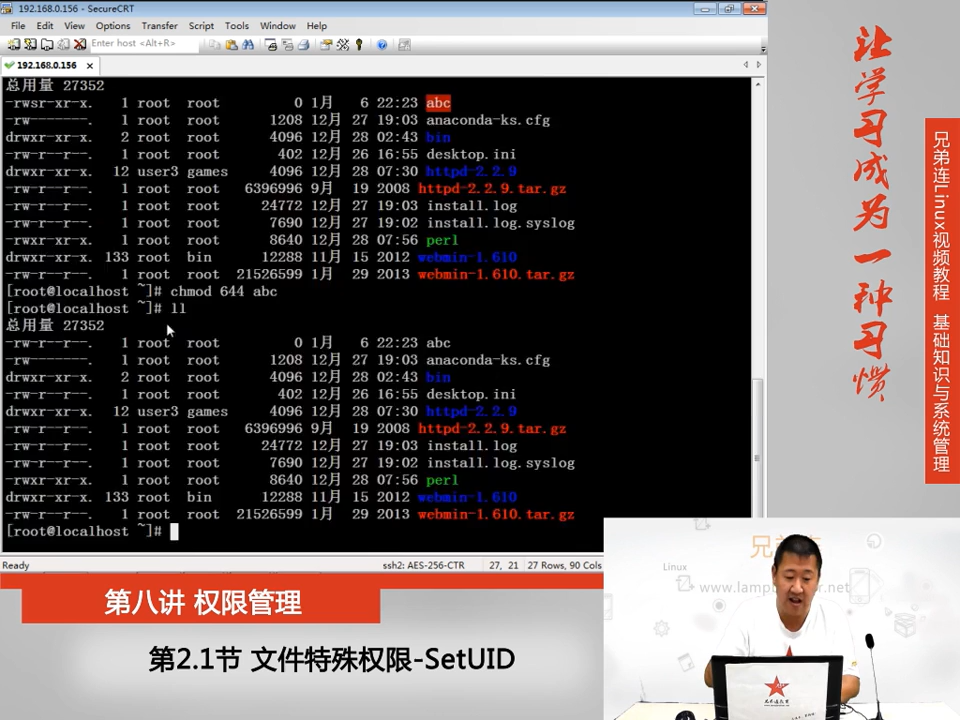 192.168.0.156 - SecureCRT
File Edit View Options Transfer Script Tools Window Help
Enter host <Alt+R>
192.168.0.156
总用量 27352
-rwsr-xr-x. 1 root root 0 1月 6 22:23 abc
-rw-------. 1 root root 1208 12月 27 19:03 anaconda-ks.cfg
drwxr-xr-x. 2 root root 4096 12月 28 02:43 bin
-rw-r--r--. 1 root root 402 12月 26 16:55 desktop.ini
drwxr-xr-x. 12 user3 games 4096 12月 28 07:30 httpd-2.2.9
-rw-r--r--. 1 root root 6396996 9月 19 2008 httpd-2.2.9.tar.gz
-rw-r--r--. 1 root root 24772 12月 27 19:03 install.log
-rw-r--r--. 1 root root 7690 12月 27 19:02 install.log.syslog
-rwxr-xr-x. 1 root root 8640 12月 28 07:56 perl
drwxr-xr-x. 133 root bin 12288 11月 15 2012 webmin-1.610
-rw-r--r--. 1 root root 21526599 1月 29 2013 webmin-1.610.tar.gz
[root@localhost ~]# chmod 644 abc
[root@localhost ~]# ll
总用量 27352
-rw-r--r--. 1 root root 0 1月 6 22:23 abc
-rw-------. 1 root root 1208 12月 27 19:03 anaconda-ks.cfg
drwxr-xr-x. 2 root root 4096 12月 28 02:43 bin
-rw-r--r--. 1 root root 402 12月 26 16:55 desktop.ini
drwxr-xr-x. 12 user3 games 4096 12月 28 07:30 httpd-2.2.9
-rw-r--r--. 1 root root 6396996 9月 19 2008 httpd-2.2.9.tar.gz
-rw-r--r--. 1 root root 24772 12月 27 19:03 install.log
-rw-r--r--. 1 root root 7690 12月 27 19:02 install.log.syslog
-rwxr-xr-x. 1 root root 8640 12月 28 07:56 perl
drwxr-xr-x. 133 root bin 12288 11月 15 2012 webmin-1.610
-rw-r--r--. 1 root root 21526599 1月 29 2013 webmin-1.610.tar.gz
[root@localhost ~]#
Ready ssh2: AES-256-CTR 27, 21 27 Rows, 90 Cols
让学习成为一种习惯
兄弟连Linux视频教程 基础知识与系统管理
第八讲 权限管理
第2.1节 文件特殊权限-SetUID
Linux